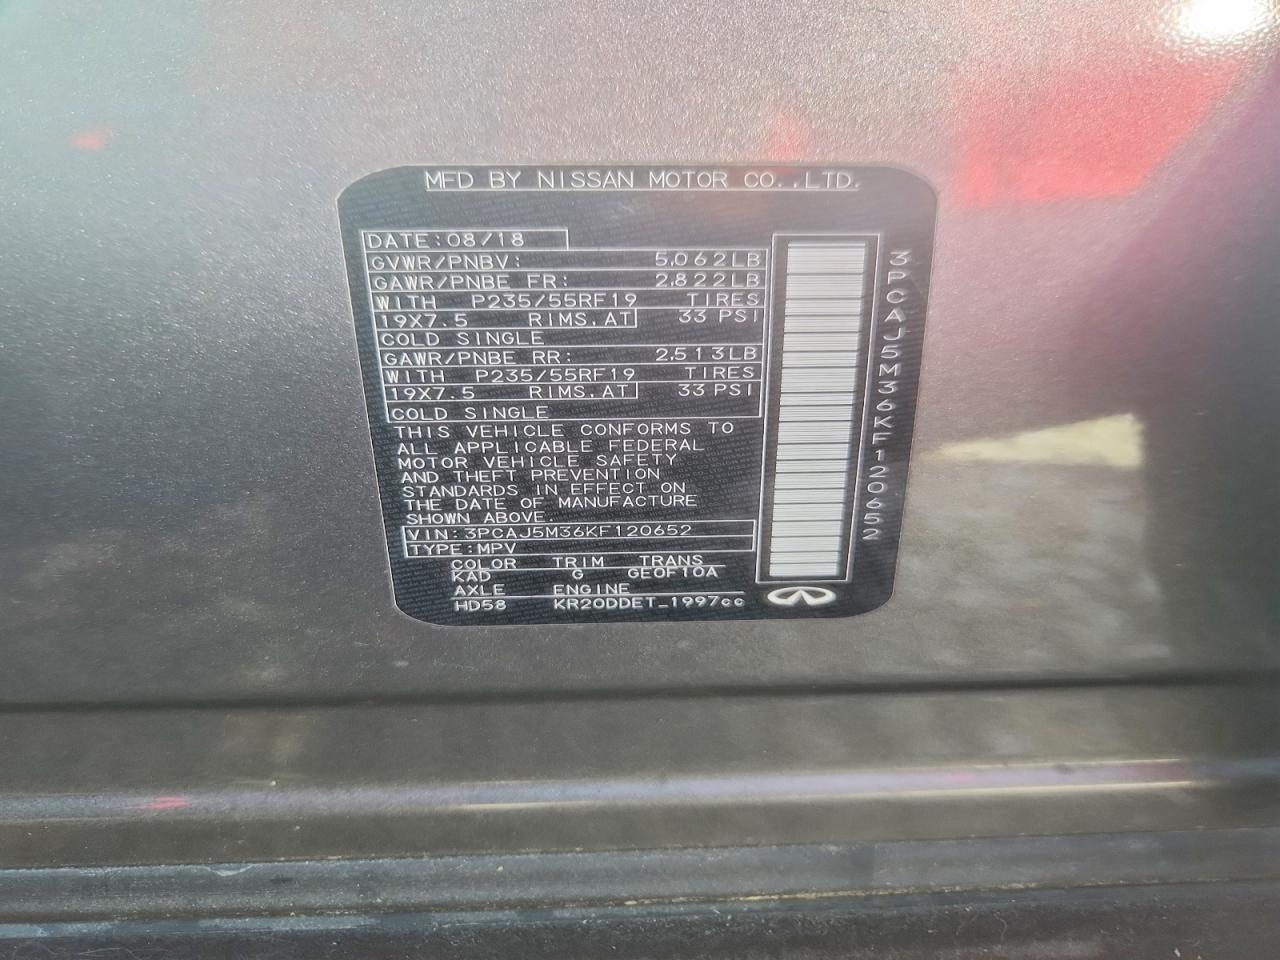 MFD BY NISSAN MOTOR CO.,LTD.
DATE:08/18
GVWR/PNBV: 5,062LB
GAWR/PNBE FR: 2,822LB
WITH P235/55RF19 TIRES
19X7.5 RIMS,AT 33 PSI
COLD SINGLE
GAWR/PNBE RR: 2,513LB
WITH P235/55RF19 TIRES
19X7.5 RIMS,AT 33 PSI
COLD SINGLE
THIS VEHICLE CONFORMS TO
ALL APPLICABLE FEDERAL
MOTOR VEHICLE SAFETY
AND THEFT PREVENTION
STANDARDS IN EFFECT ON
THE DATE OF MANUFACTURE
SHOWN ABOVE.
VIN:3PCAJ5M36KF120652
TYPE:MPV
COLOR TRIM TRANS
KAD G GE0F10A
AXLE ENGINE
HD58 KR20DDET_1997cc
3PCAJ5M36KF120652